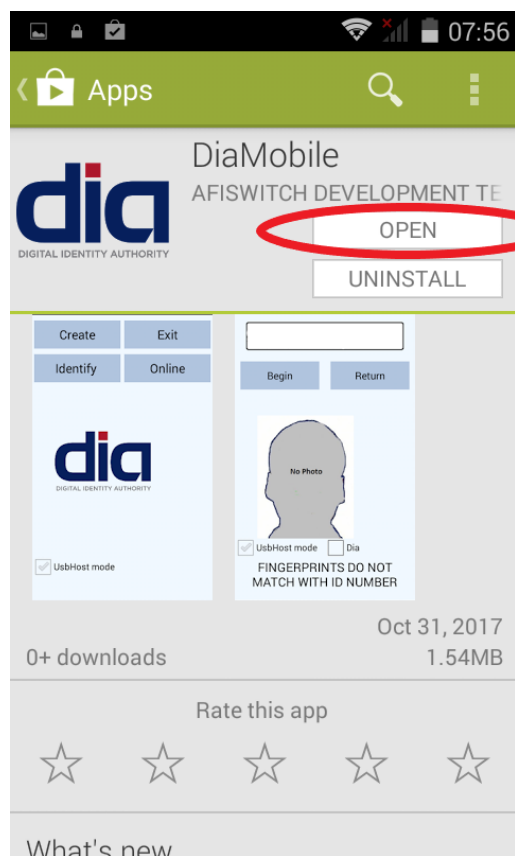 07:56
Apps
DiaMobile
AFISWITCH DEVELOPMENT TE
dia
DIGITAL IDENTITY AUTHORITY
OPEN
UNINSTALL
Create Exit
Identify Online
dia
DIGITAL IDENTITY AUTHORITY
UsbHost mode
Begin Return
No Photo
UsbHost mode Dia
FINGERPRINTS DO NOT
MATCH WITH ID NUMBER
Oct 31, 2017
0+ downloads 1.54MB
Rate this app
What's new